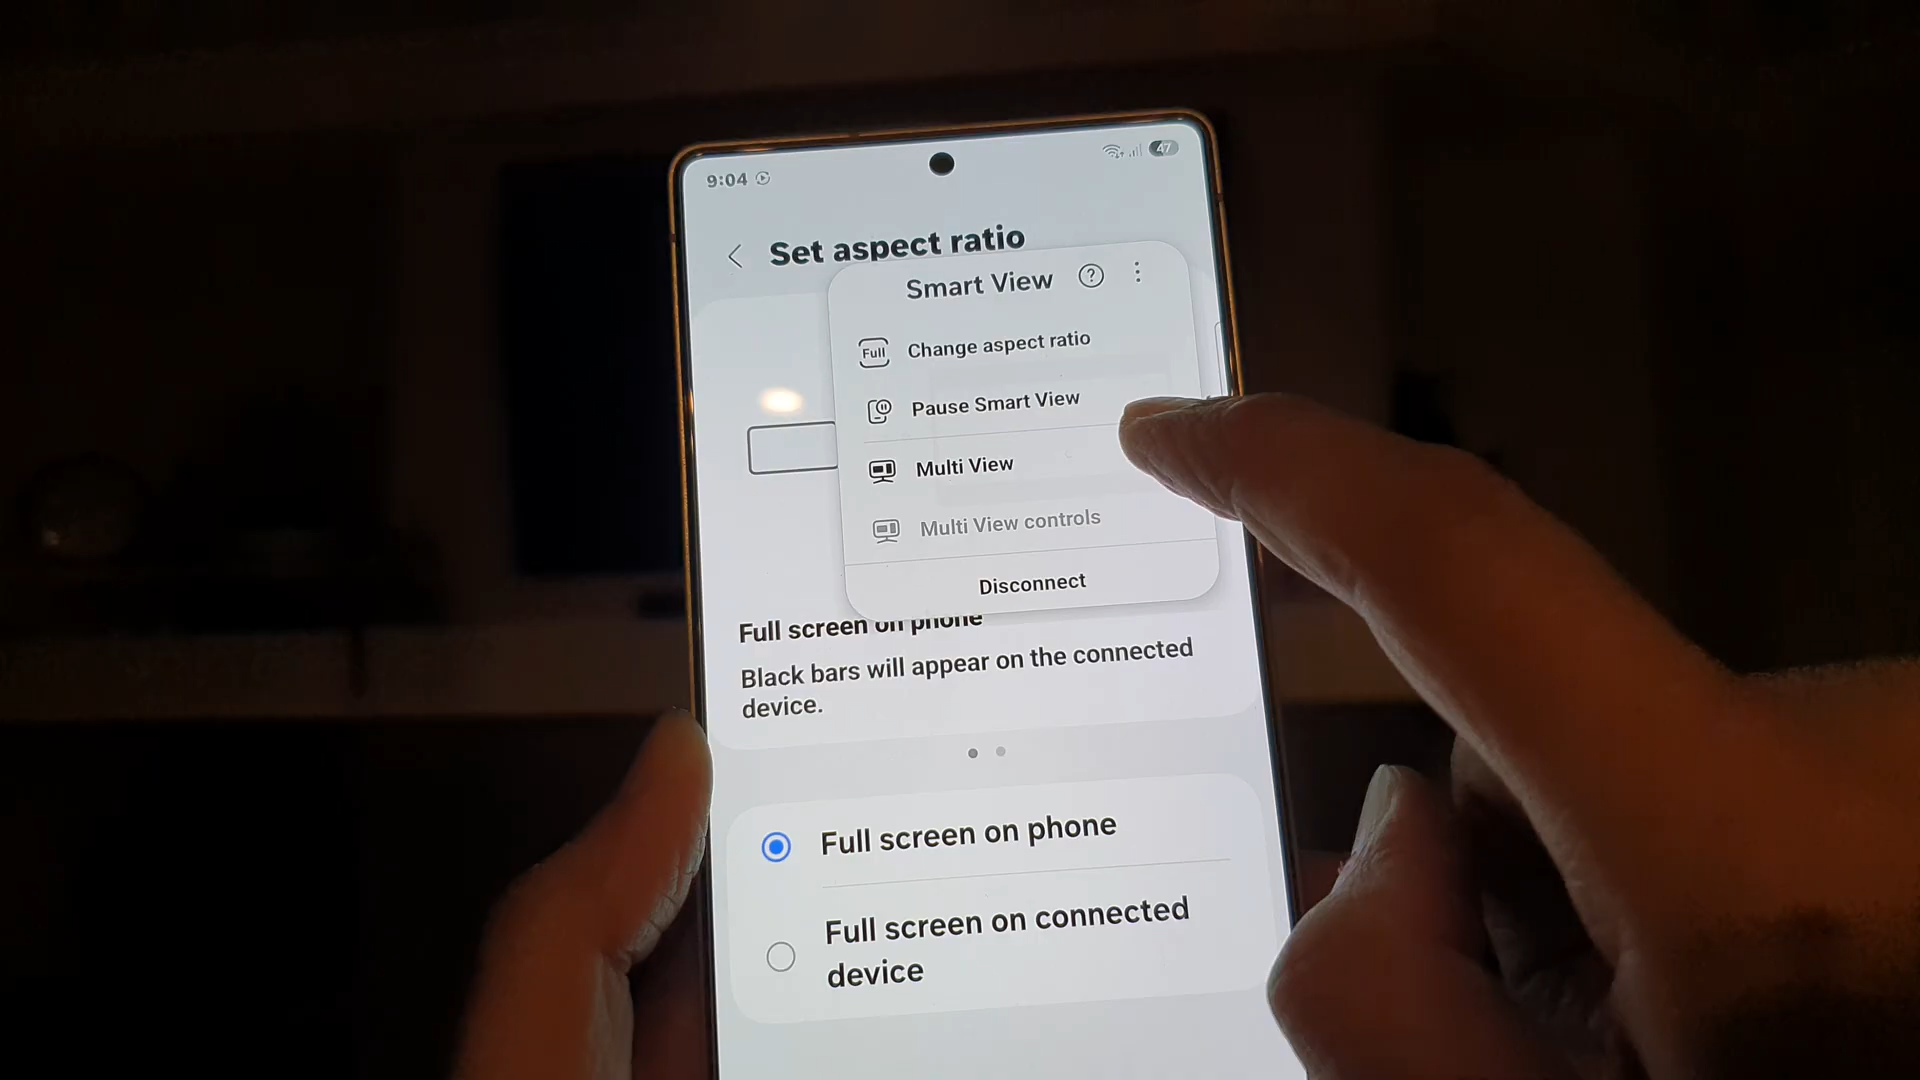 9:04
47
Set aspect ratio
Smart View
?
Full
Change aspect ratio
Pause Smart View
Multi View
Multi View controls
Disconnect
Full screen on phone
Black bars will appear on the connected
device.
Full screen on phone
Full screen on connected
device